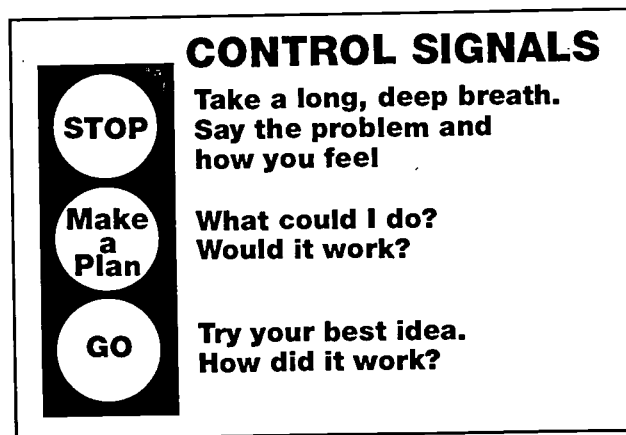 CONTROL SIGNALS
STOP
Take a long, deep breath.
Say the problem and
how you feel
Make
a
Plan
What could I do?
Would it work?
GO
Try your best idea.
How did it work?